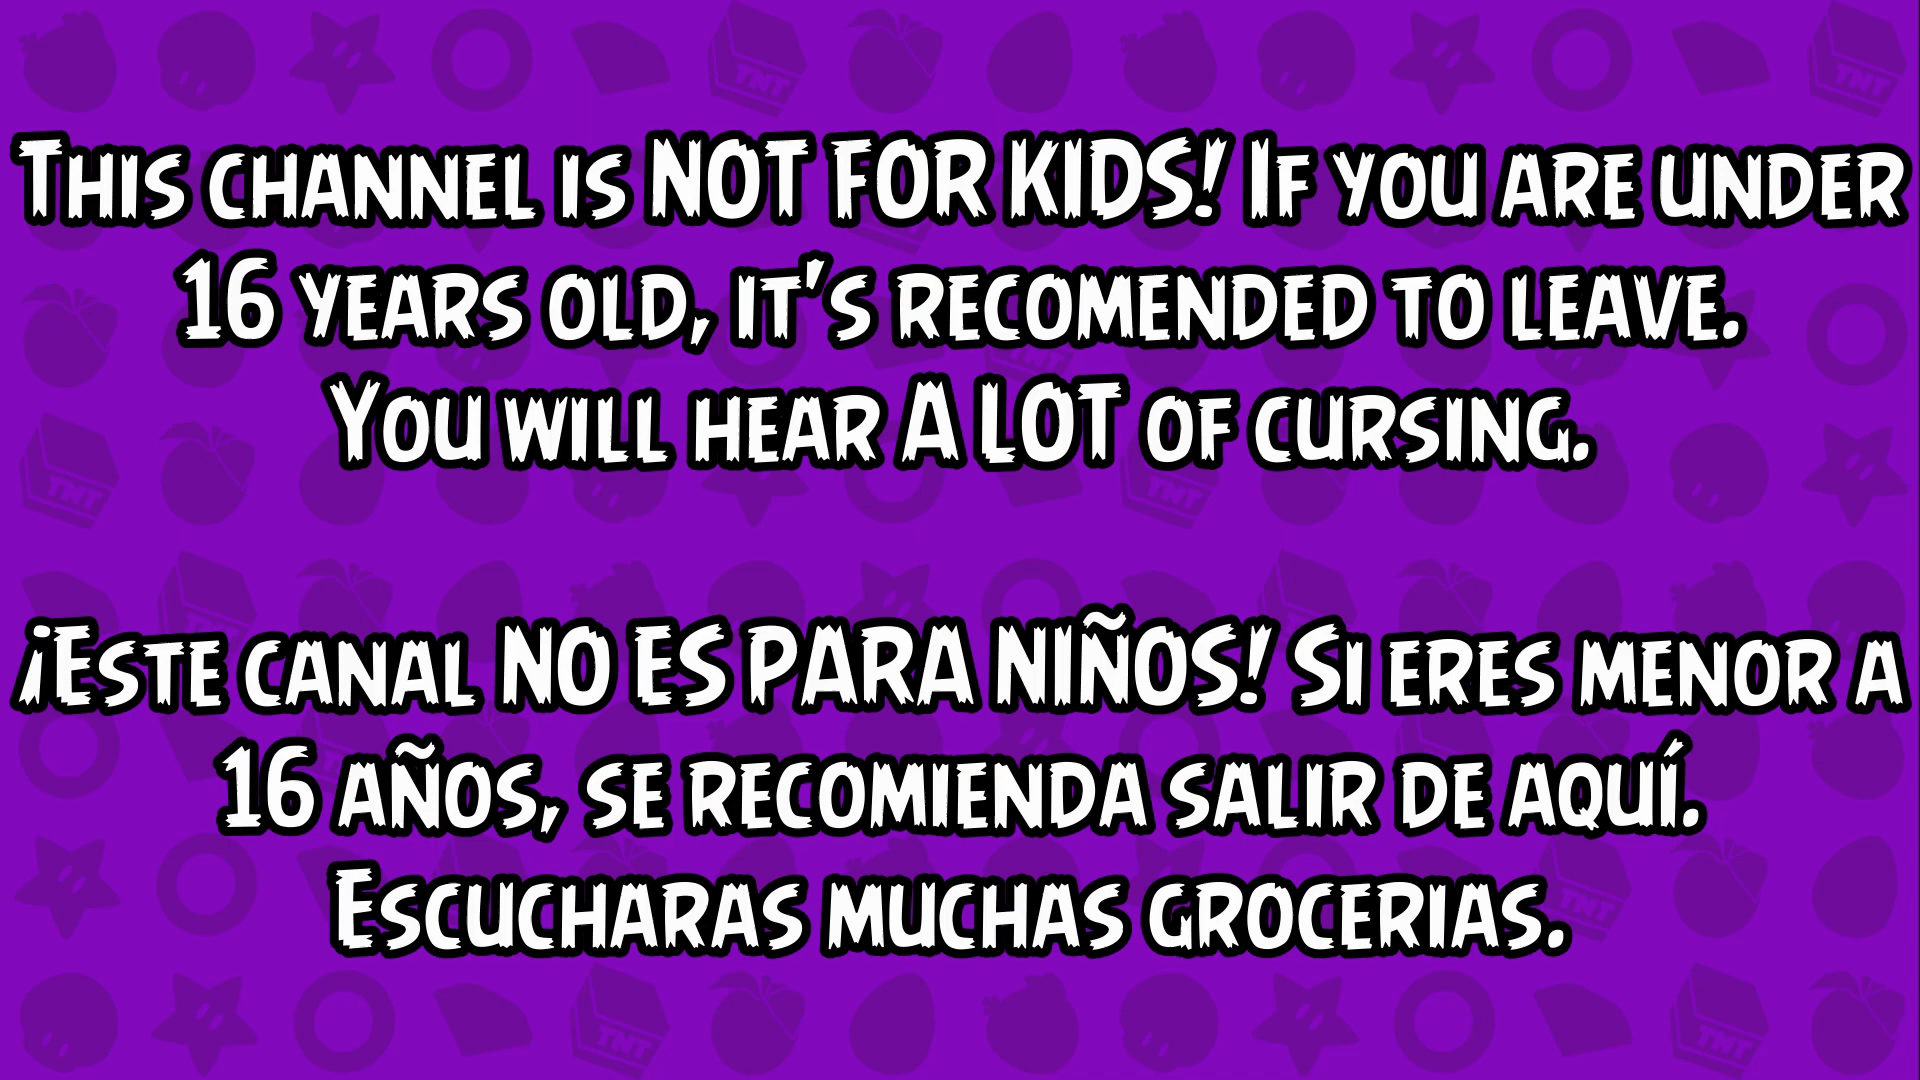 This channel is NOT FOR KIDS! If you are under
16 years old, it's recomended to leave.
You will hear A LOT of cursing.
¡Este canal NO ES PARA NIÑOS! Si eres menor a
16 años, se recomienda salir de aquí.
Escucharas muchas grocerias.